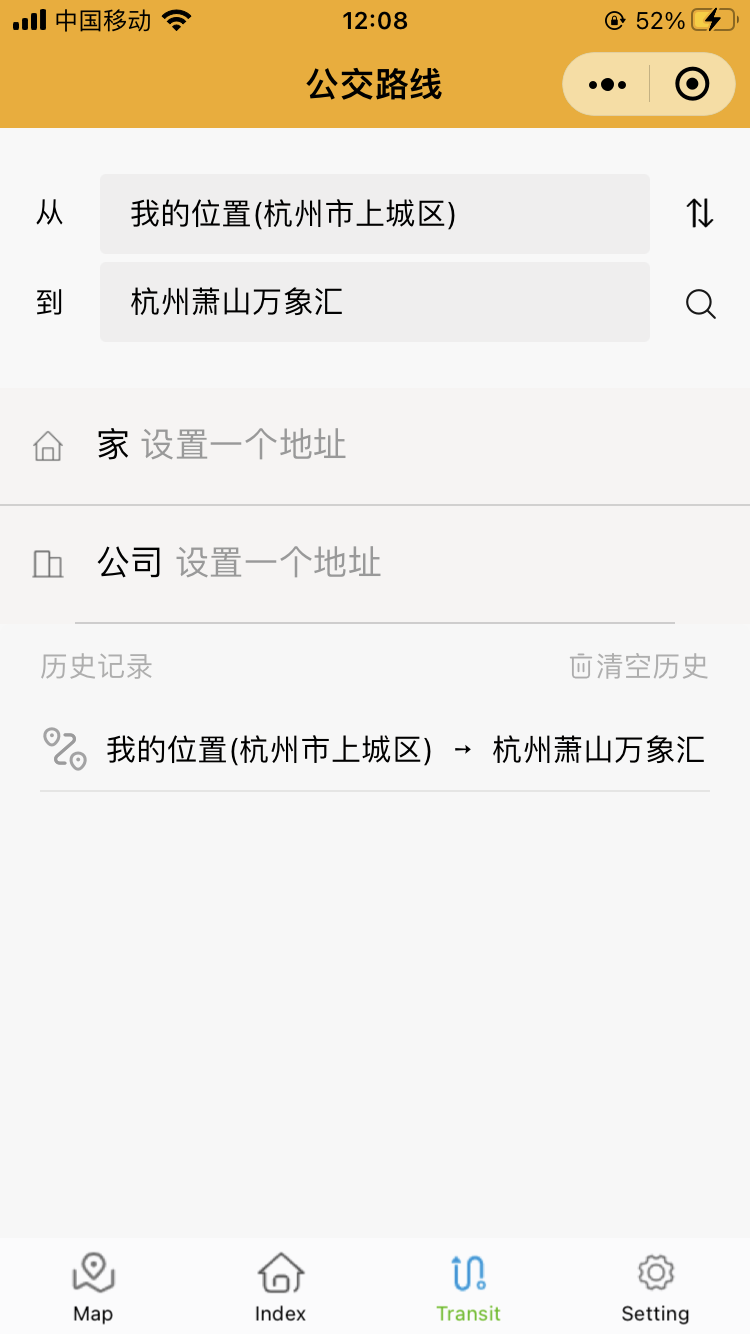 中国移动 12:08 52%
公交路线
从 我的位置(杭州市上城区)
到 杭州萧山万象汇
家 设置一个地址
公司 设置一个地址
历史记录 清空历史
我的位置(杭州市上城区) → 杭州萧山万象汇
Map Index Transit Setting